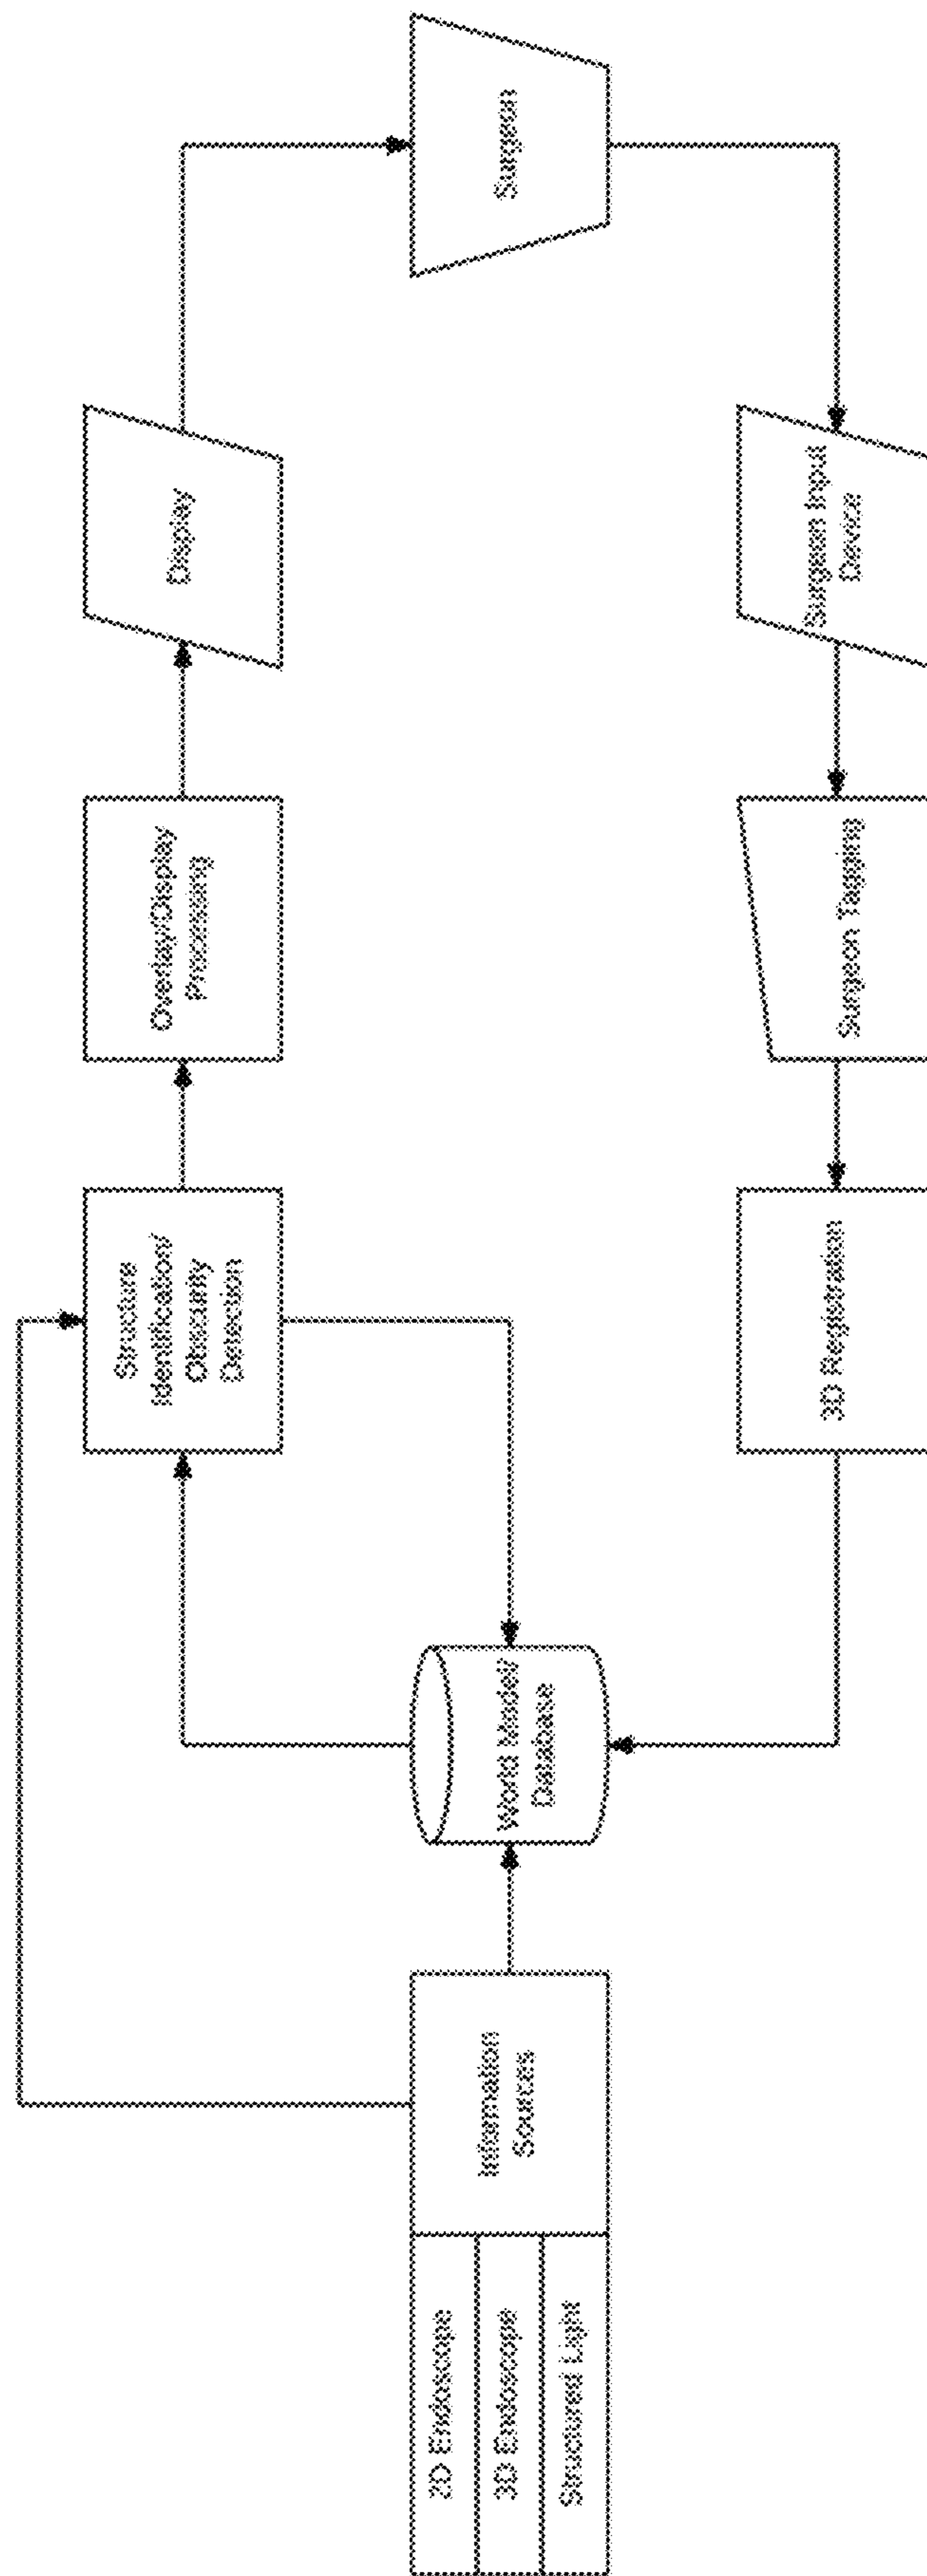 2D Endoscope
3D Endoscope
Structured Light
Information
Sources
World Model/
Database
Structure
Identification/
Obscurity
Detection
Overlay/Display
Processing
Display
Surgeon
Surgeon Input
Device
Surgeon Tagging
3D Registration